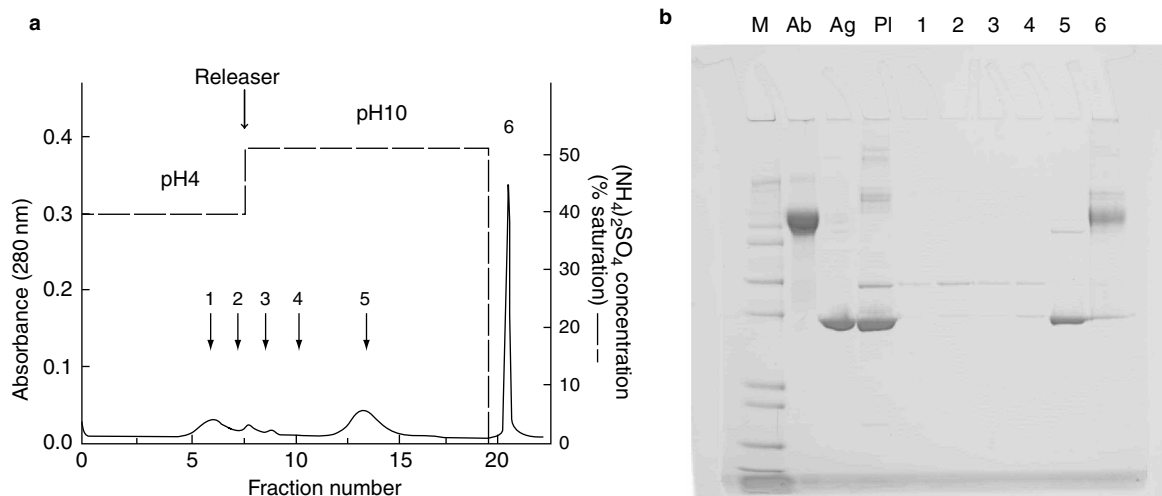 a
Releaser
pH4
pH10
6
1 2 3 4 5
0.4
0.3
0.2
0.1
0.0
Absorbance (280 nm)
0 5 10 15 20
Fraction number
50
40
30
20
10
0
(NH₄)₂SO₄ concentration
(% saturation)
b
M Ab Ag Pl 1 2 3 4 5 6